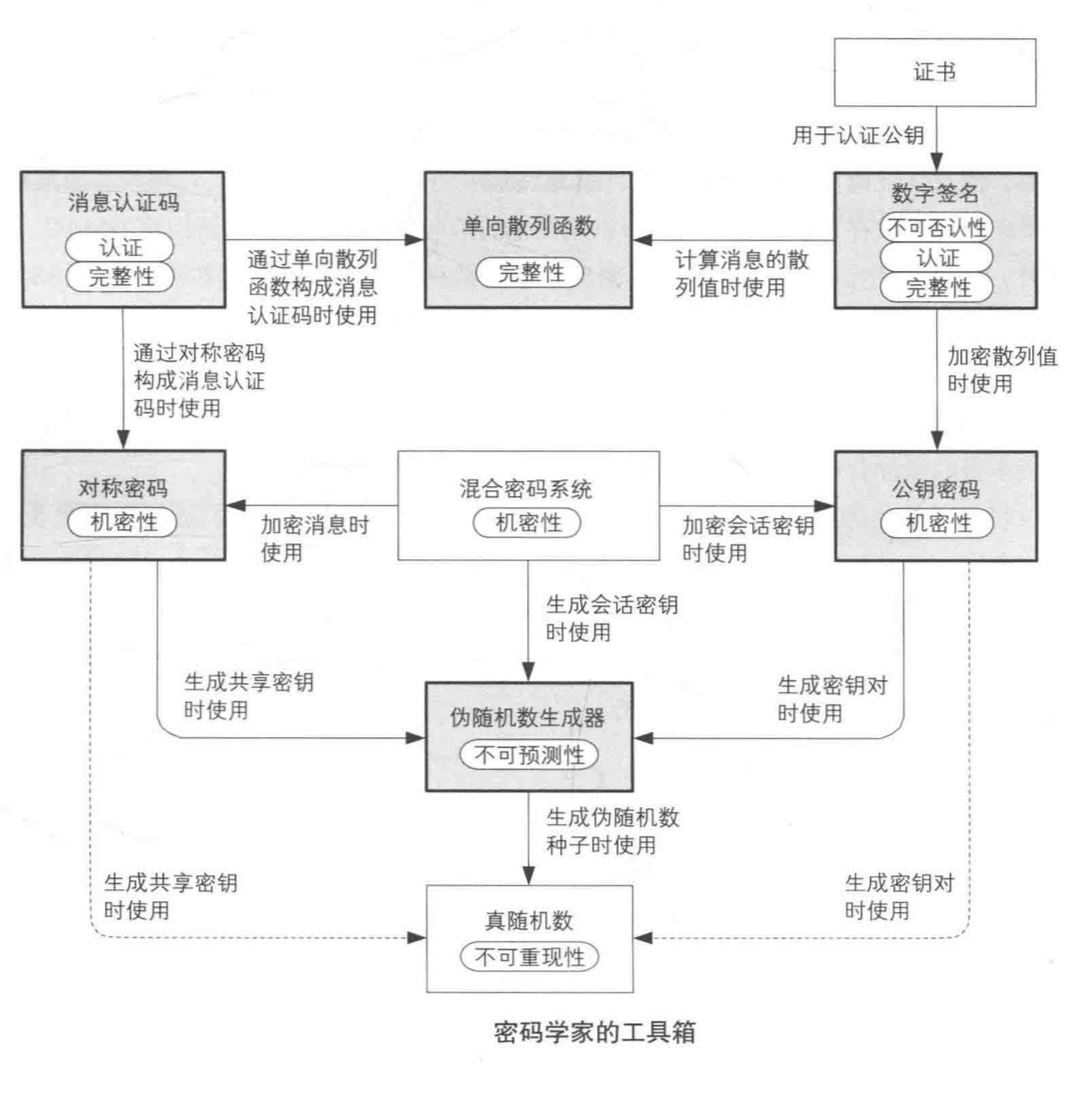 证书
用于认证公钥
消息认证码
认证
完整性
通过单向散列
函数构成消息
认证码时使用
单向散列函数
完整性
计算消息的散
列值时使用
数字签名
不可否认性
认证
完整性
通过对称密码
构成消息认证
码时使用
加密散列值
时使用
对称密码
机密性
加密消息时
使用
混合密码系统
机密性
加密会话密钥
时使用
公钥密码
机密性
生成会话密钥
时使用
生成共享密钥
时使用
伪随机数生成器
不可预测性
生成密钥对
时使用
生成伪随机数
种子时使用
生成共享密钥
时使用
真随机数
不可重现性
生成密钥对
时使用
密码学家的工具箱